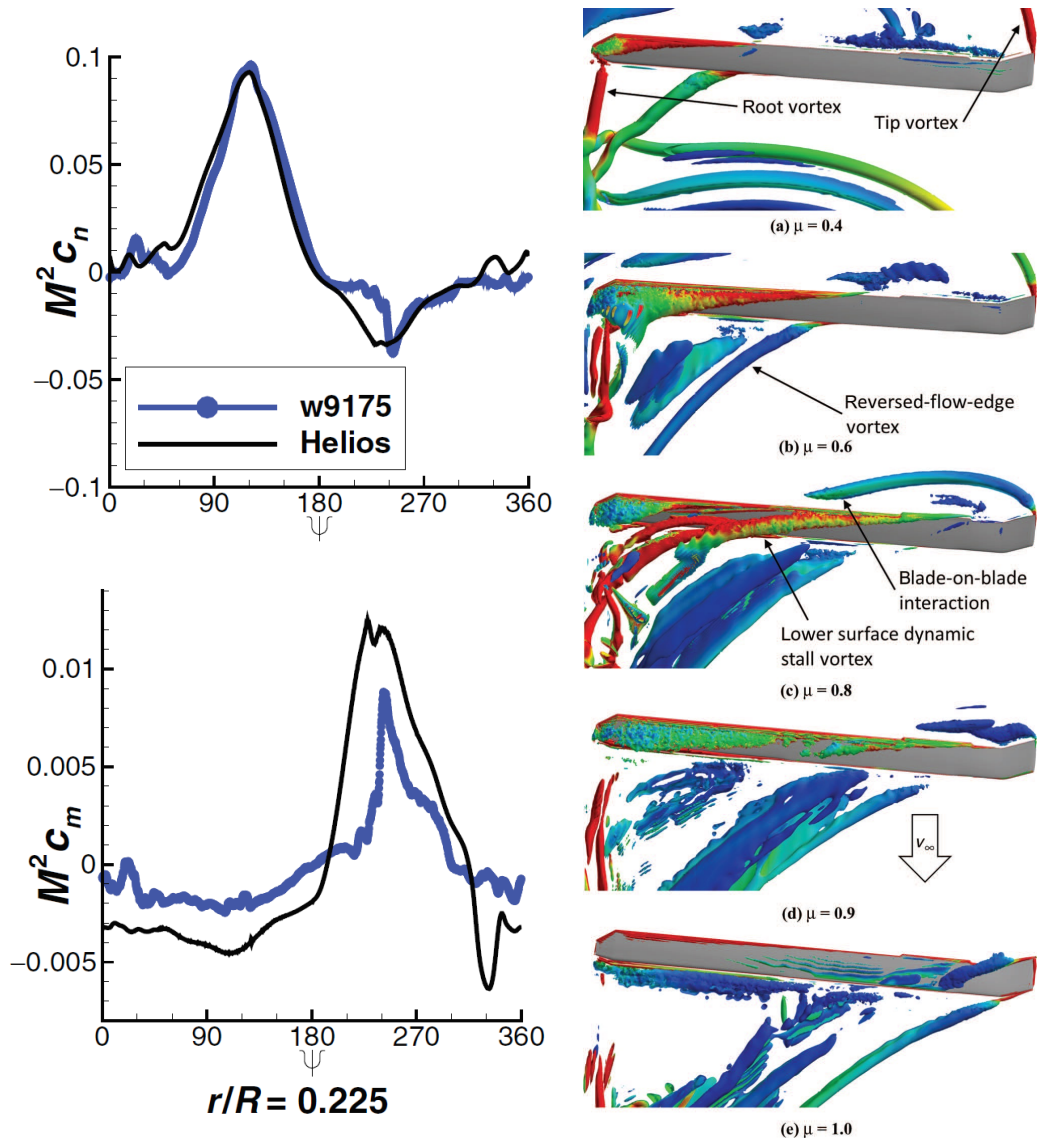 0.1
0.05
0
−0.05
−0.1
M²cₙ
w9175
Helios
0 90 180 270 360
Ψ
0.01
0.005
0
−0.005
M²cₘ
0 90 180 270 360
Ψ
r/R = 0.225
Root vortex
Tip vortex
(a) μ = 0.4
Reversed-flow-edge
vortex
(b) μ = 0.6
Blade-on-blade
interaction
Lower surface dynamic
stall vortex
(c) μ = 0.8
v∞
(d) μ = 0.9
(e) μ = 1.0